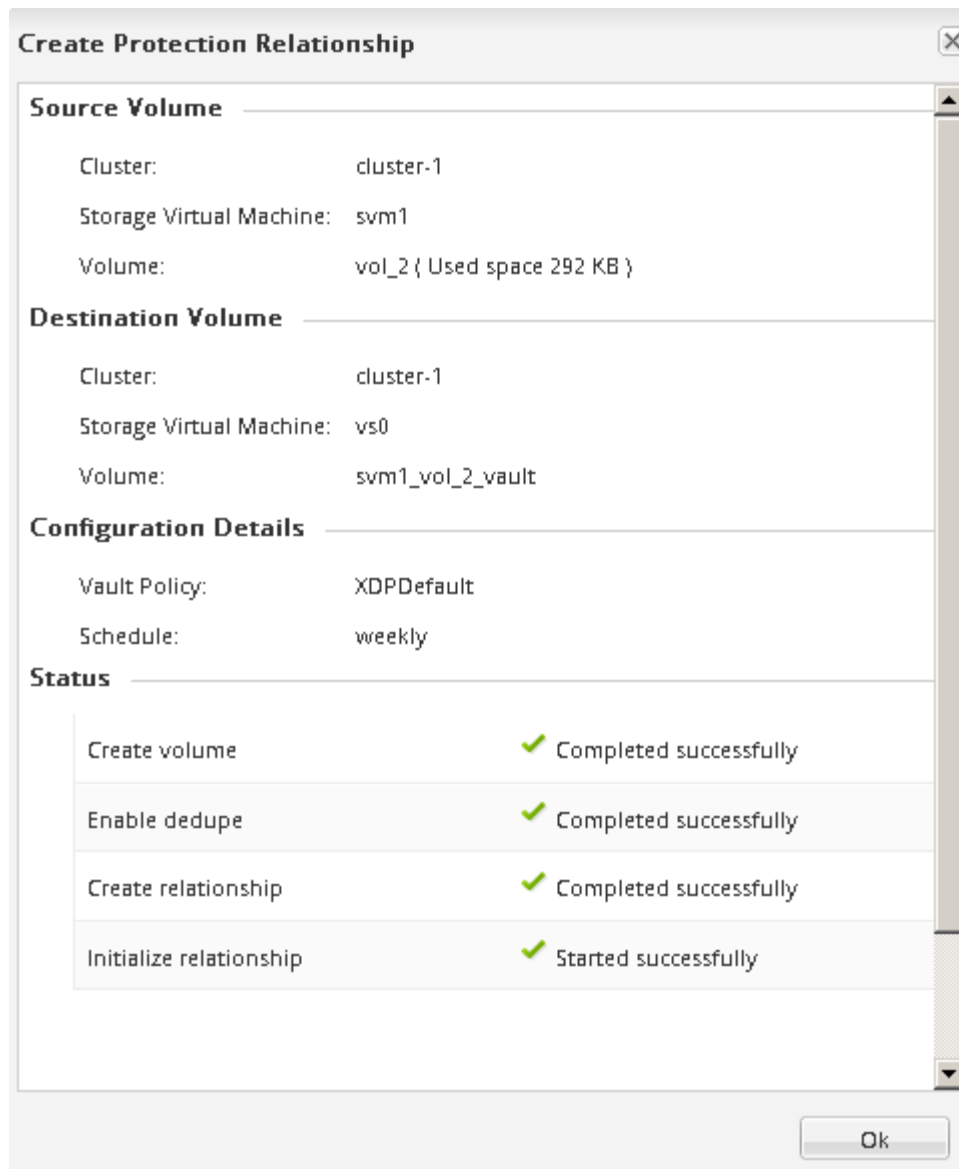 Create Protection Relationship
Source Volume
Cluster: cluster-1
Storage Virtual Machine: svm1
Volume: vol_2 ( Used space 292 KB )
Destination Volume
Cluster: cluster-1
Storage Virtual Machine: vs0
Volume: svm1_vol_2_vault
Configuration Details
Vault Policy: XDPDefault
Schedule: weekly
Status
Create volume Completed successfully
Enable dedupe Completed successfully
Create relationship Completed successfully
Initialize relationship Started successfully
Ok